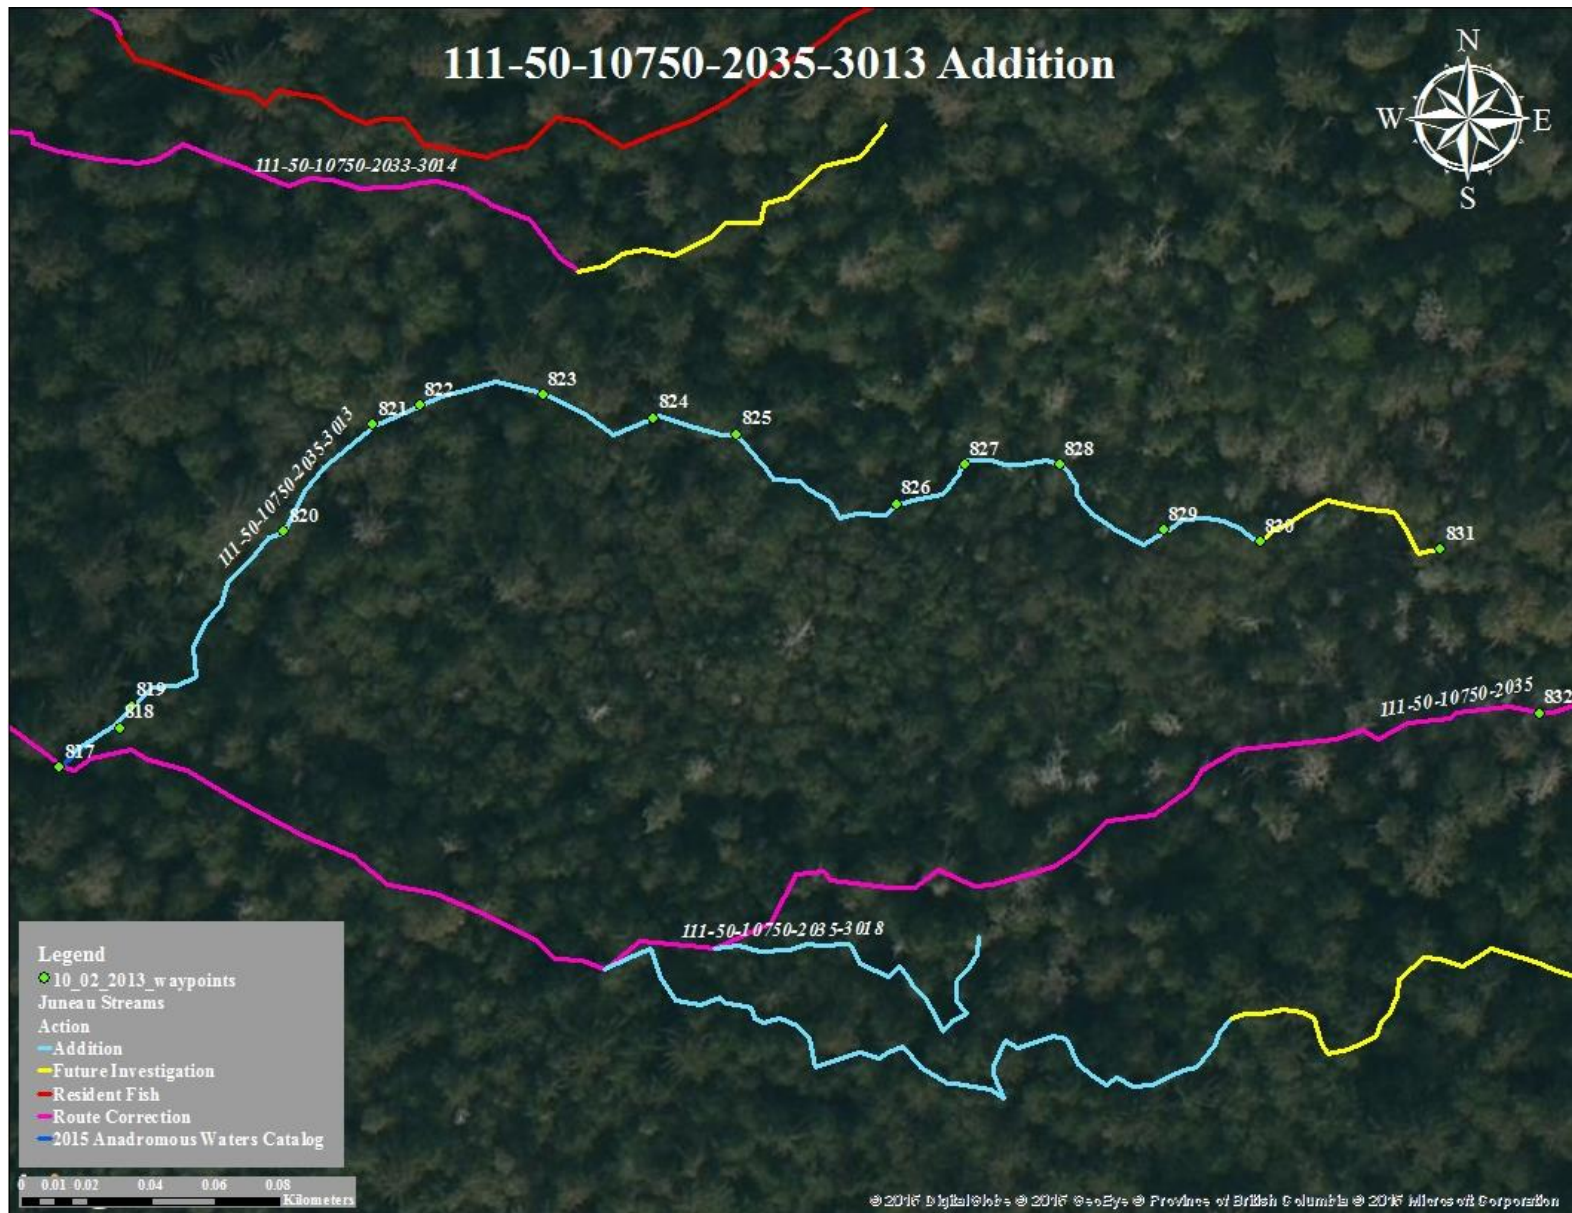 111-50-10750-2035-3013 Addition
N
W E
S
111-50-10750-2033-3014
111-50-10750-2035-3013
817
818
819
820
821
822
823
824
825
826
827
828
829
830
831
111-50-10750-2035
832
111-50-10750-2035-3018
Legend
10_02_2013_waypoints
Juneau Streams
Action
Addition
Future Investigation
Resident Fish
Route Correction
2015 Anadromous Waters Catalog
0 0.01 0.02 0.04 0.06 0.08
Kilometers
© 2016 DigitalGlobe © 2016 GeoEye © Province of British Columbia © 2016 Microsoft Corporation